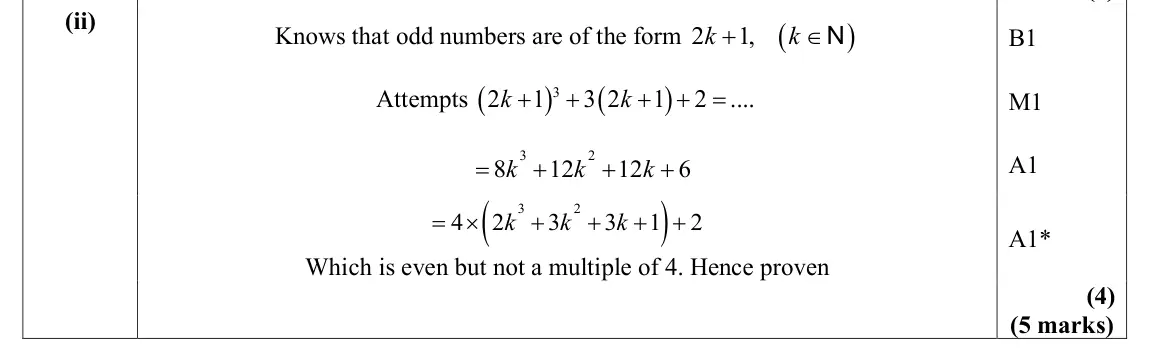 (ii)
Knows that odd numbers are of the form 2k + 1, (k ∈ ℕ) B1
Attempts (2k + 1)³ + 3(2k + 1) + 2 = .... M1
= 8k³ + 12k² + 12k + 6 A1
= 4 × (2k³ + 3k² + 3k + 1) + 2
A1*
Which is even but not a multiple of 4. Hence proven
(4)
(5 marks)